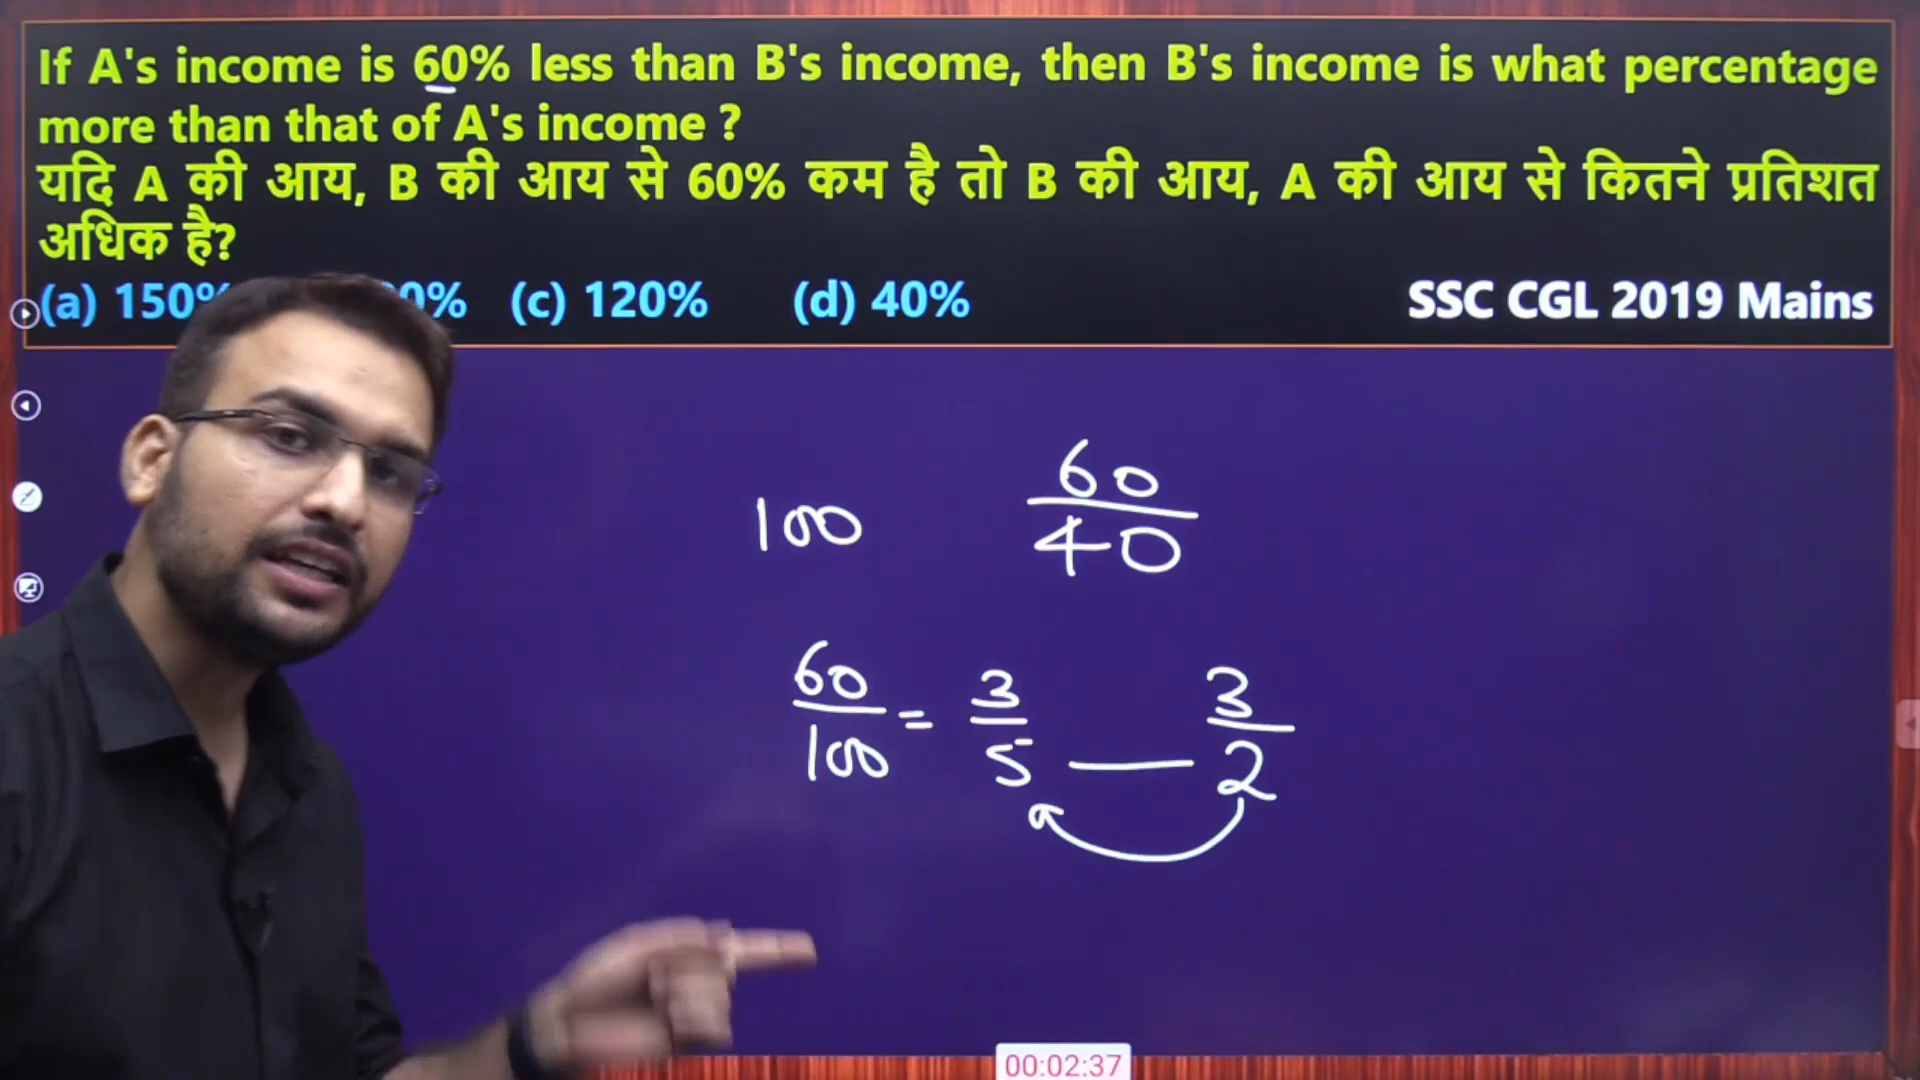 If A's income is 60% less than B's income, then B's income is what percentage
more than that of A's income ?
यदि A की आय, B की आय से 60% कम है तो B की आय, A की आय से कितने प्रतिशत
अधिक है?
(a) 150% 0% (c) 120% (d) 40% SSC CGL 2019 Mains
100 60/40
60/100 = 3/5 — 3/2
00:02:37